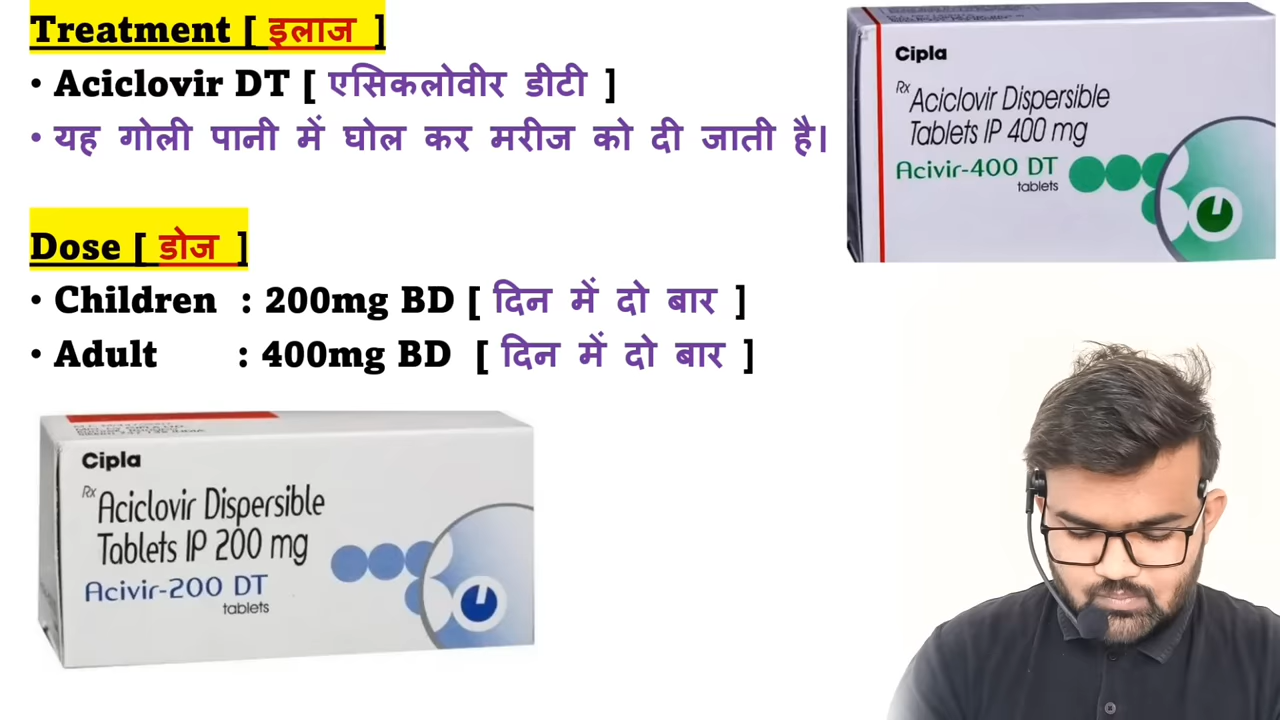 Treatment [ इलाज ]
• Aciclovir DT [ एसिकलोवीर डीटी ]
• यह गोली पानी में घोल कर मरीज को दी जाती है।
Dose [ डोज ]
• Children : 200mg BD [ दिन में दो बार ]
• Adult : 400mg BD [ दिन में दो बार ]
Cipla
Rx Aciclovir Dispersible
Tablets IP 400 mg
Acivir-400 DT
tablets
Cipla
Rx Aciclovir Dispersible
Tablets IP 200 mg
Acivir-200 DT
tablets